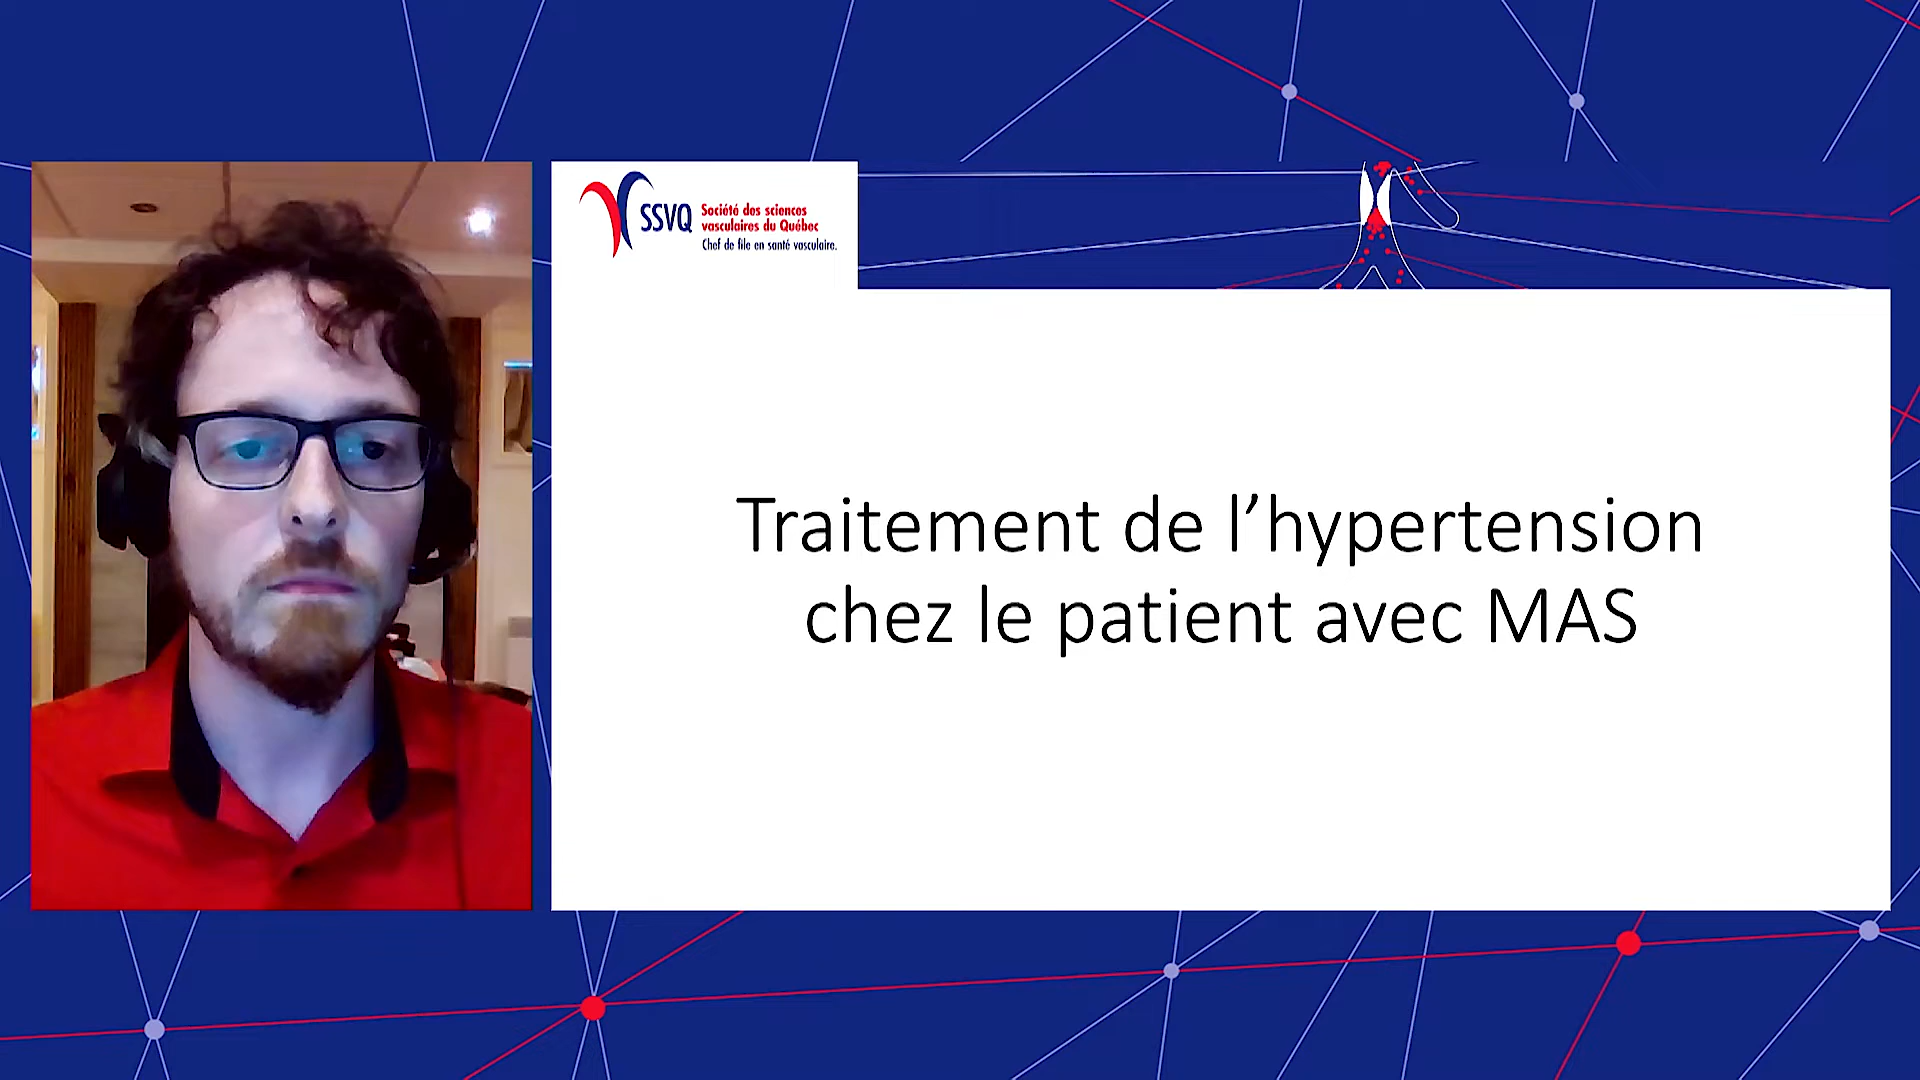 SSVQ
Société des sciences
vasculaires du Québec
Chef de file en santé vasculaire.
Traitement de l’hypertension
chez le patient avec MAS